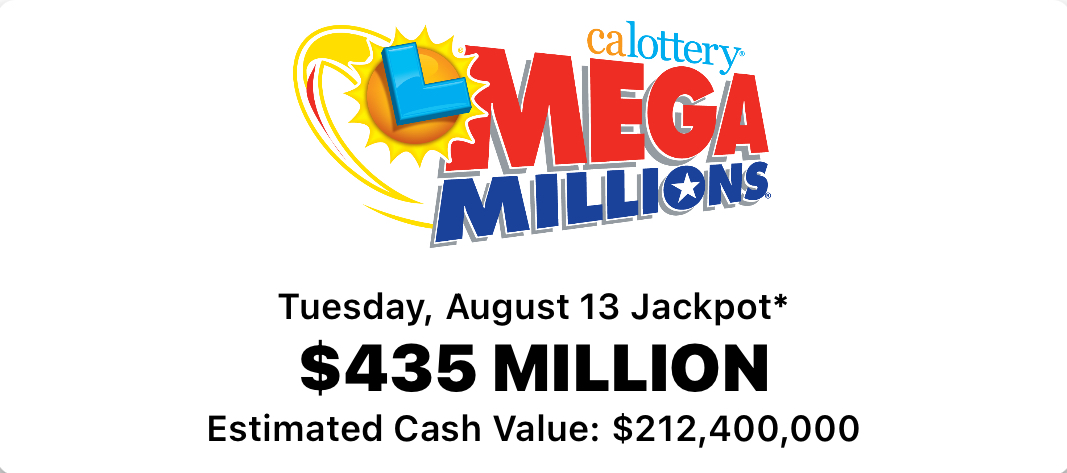 calottery
MEGA
MILLIONS
Tuesday, August 13 Jackpot*
$435 MILLION
Estimated Cash Value: $212,400,000